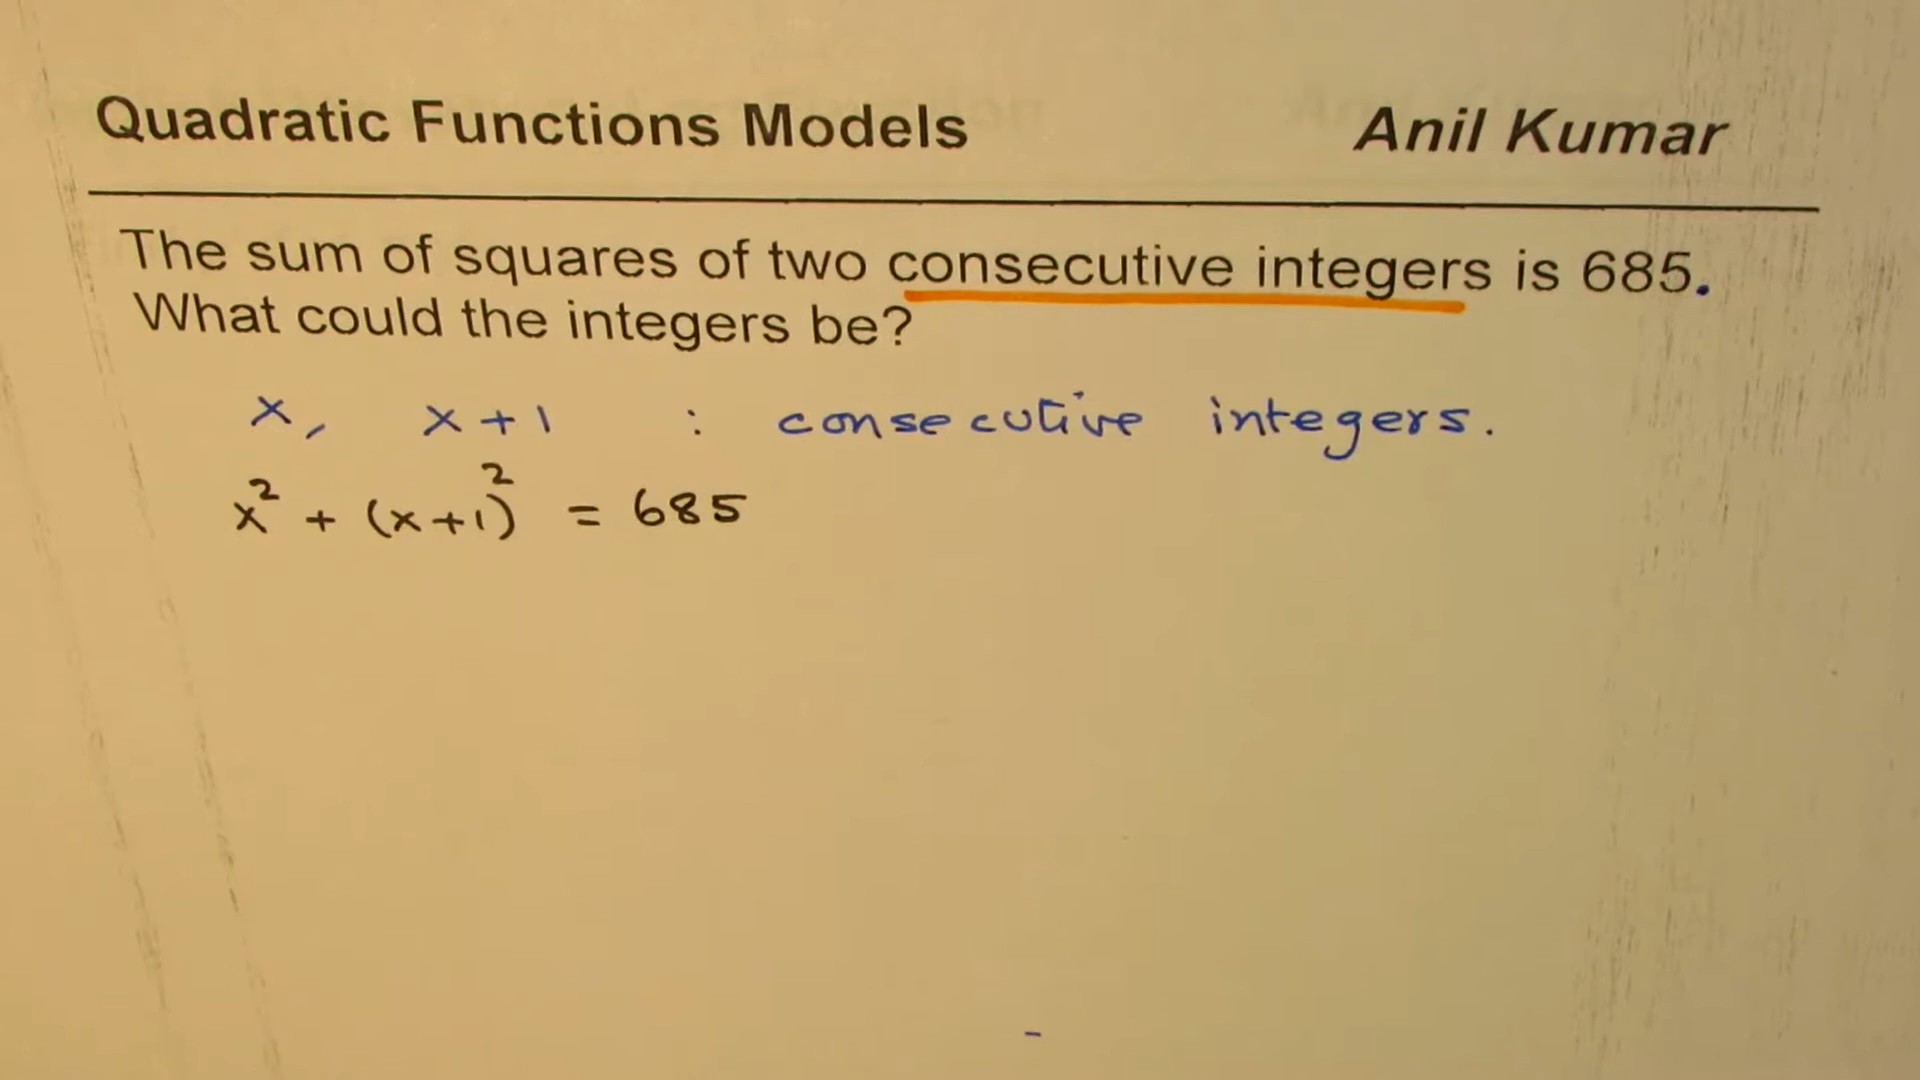 Quadratic Functions Models Anil Kumar
The sum of squares of two consecutive integers is 685.
What could the integers be?
x, x+1 : consecutive integers.
x² + (x+1)² = 685